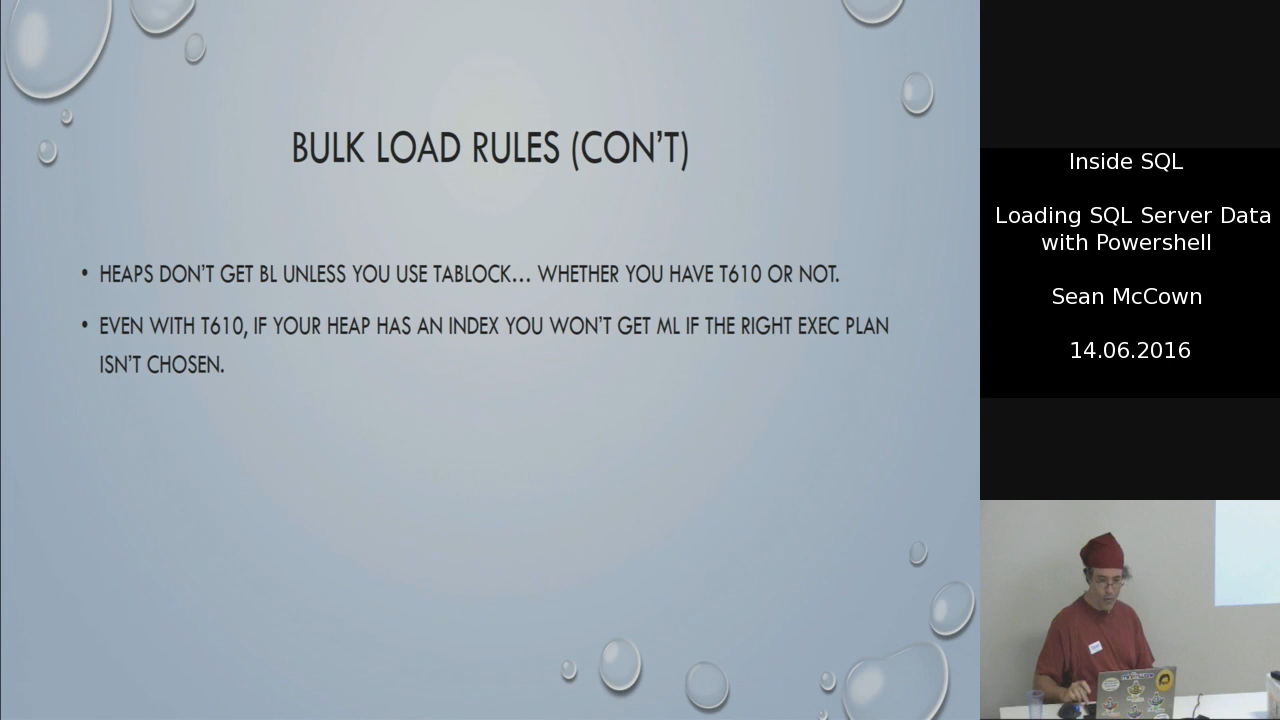 BULK LOAD RULES (CON'T)
• HEAPS DON'T GET BL UNLESS YOU USE TABLOCK... WHETHER YOU HAVE T610 OR NOT.
• EVEN WITH T610, IF YOUR HEAP HAS AN INDEX YOU WON'T GET ML IF THE RIGHT EXEC PLAN
ISN'T CHOSEN.
Inside SQL
Loading SQL Server Data
with Powershell
Sean McCown
14.06.2016